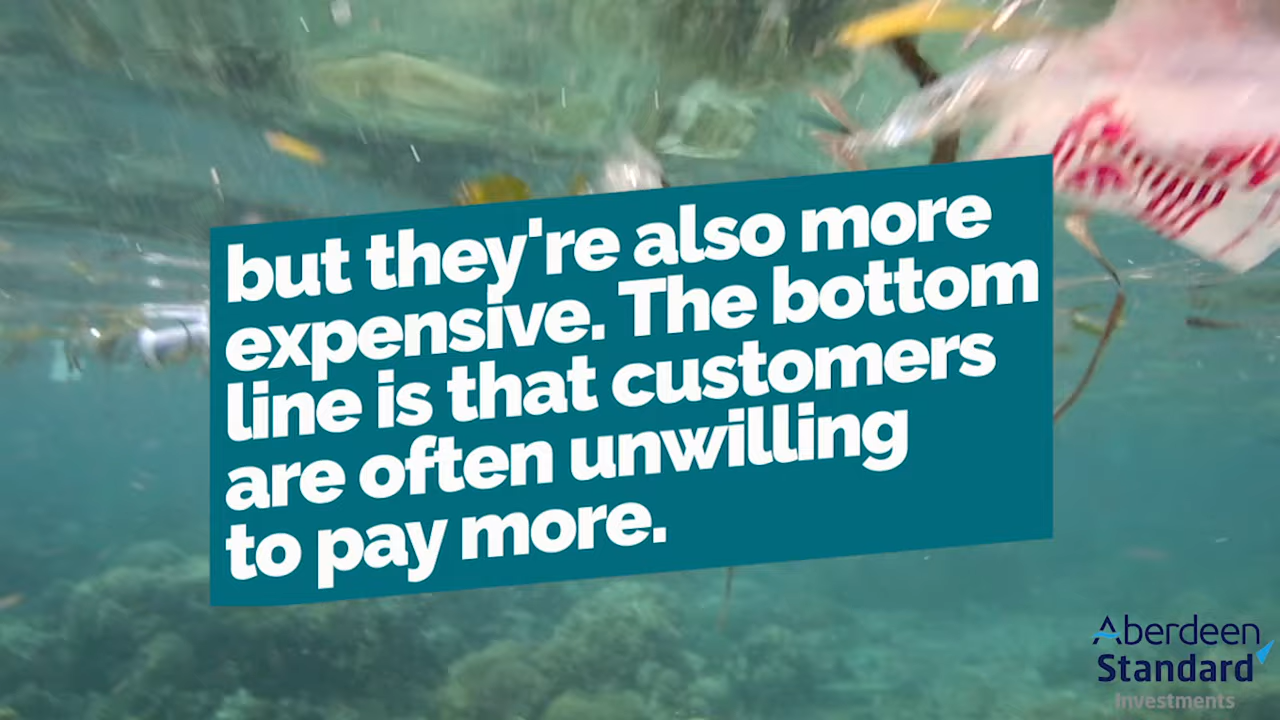 but they're also more
expensive. The bottom
line is that customers
are often unwilling
to pay more.
Aberdeen
Standard
Investments